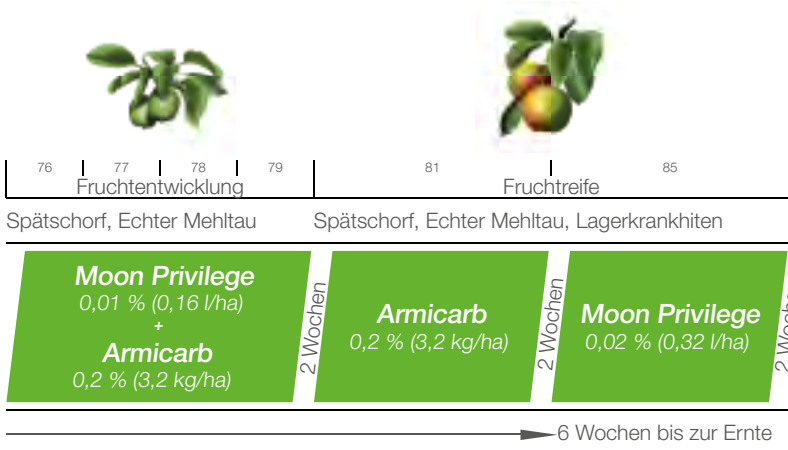 76 77 78 79 81 85
Fruchtentwicklung Fruchtreife
Spätschorf, Echter Mehltau Spätschorf, Echter Mehltau, Lagerkrankhiten
Moon Privilege
0,01 % (0,16 l/ha)
+
Armicarb
0,2 % (3,2 kg/ha)
2 Wochen
Armicarb
0,2 % (3,2 kg/ha)
2 Wochen
Moon Privilege
0,02 % (0,32 l/ha)
6 Wochen bis zur Ernte